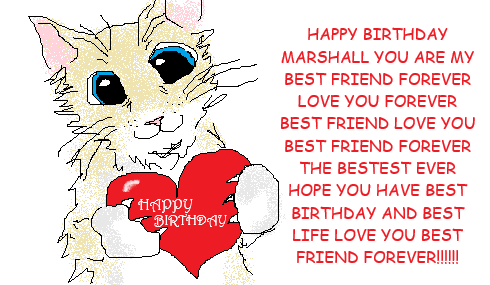 HAPPY BIRTHDAY
MARSHALL YOU ARE MY
BEST FRIEND FOREVER
LOVE YOU FOREVER
BEST FRIEND LOVE YOU
BEST FRIEND FOREVER
THE BESTEST EVER
HOPE YOU HAVE BEST
BIRTHDAY AND BEST
LIFE LOVE YOU BEST
FRIEND FOREVER!!!!!!
HAPPY
BIRTHDAY